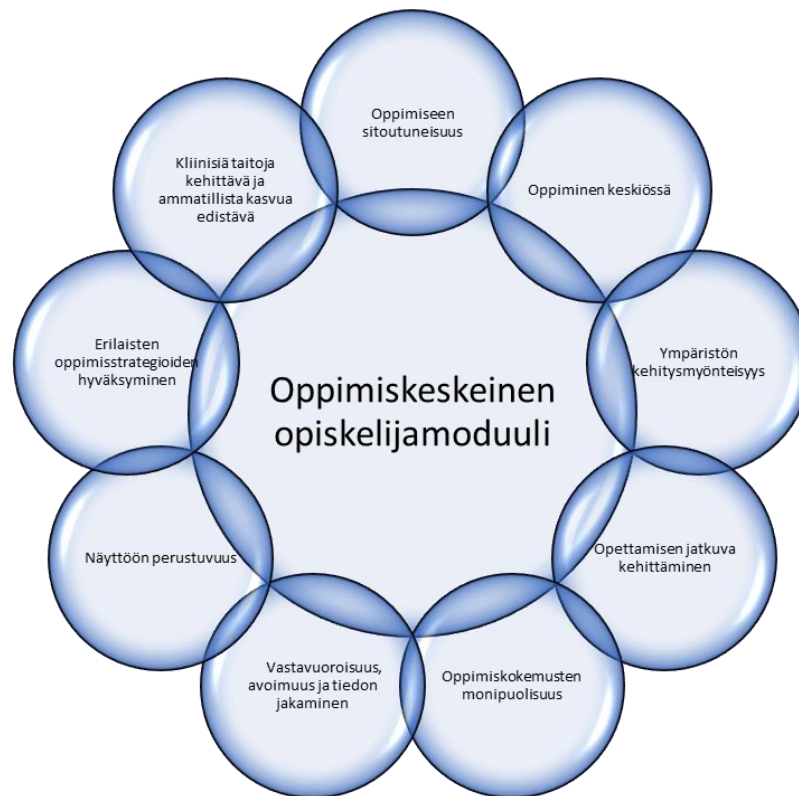 Oppimiseen
sitoutuneisuus
Oppiminen keskiössä
Ympäristön
kehitysmyönteisyys
Opettamisen jatkuva
kehittäminen
Oppimiskokemusten
monipuolisuus
Vastavuoroisuus,
avoimuus ja tiedon
jakaminen
Näyttöön perustuvuus
Erilaisten
oppimisstrategioiden
hyväksyminen
Kliinisiä taitoja
kehittävä ja
ammatillista kasvua
edistävä
Oppimiskeskeinen
opiskelijamoduuli